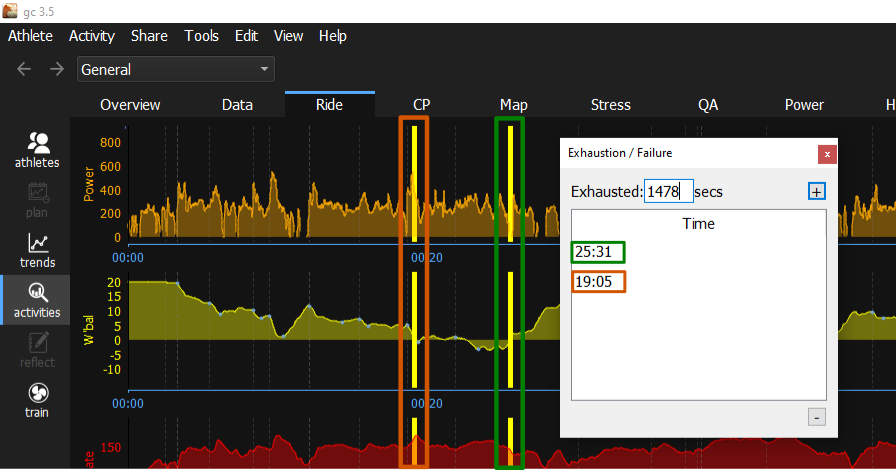 gc 3.5
Athlete Activity Share Tools Edit View Help
General
Overview Data Ride CP Map Stress QA Power H
athletes
plan
trends
activities
reflect
train
Power
800
600
400
200
0
00:00 00:20
W'bal
20
15
10
5
0
-5
-10
00:00 00:20
ate
150
Exhaustion / Failure
x
Exhausted: 1478 secs +
Time
25:31
19:05
-